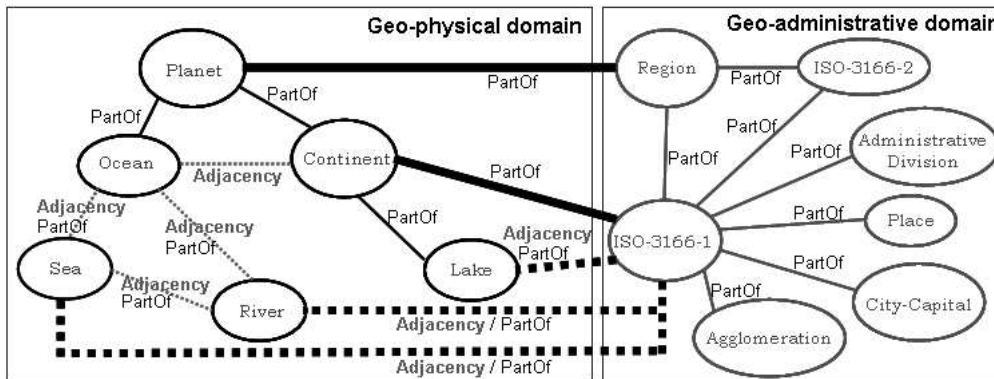 Geo-physical domain
Geo-administrative domain
Planet
PartOf
Region
PartOf
ISO-3166-2
PartOf
PartOf
Ocean
Adjacency
Continent
PartOf
PartOf
PartOf
Administrative
Division
PartOf
Adjacency
PartOf
Adjacency
PartOf
PartOf
PartOf
Place
Sea
Adjacency
PartOf
River
Lake
Adjacency
PartOf
ISO-3166-1
PartOf
City-Capital
PartOf
Agglomeration
Adjacency / PartOf
Adjacency / PartOf